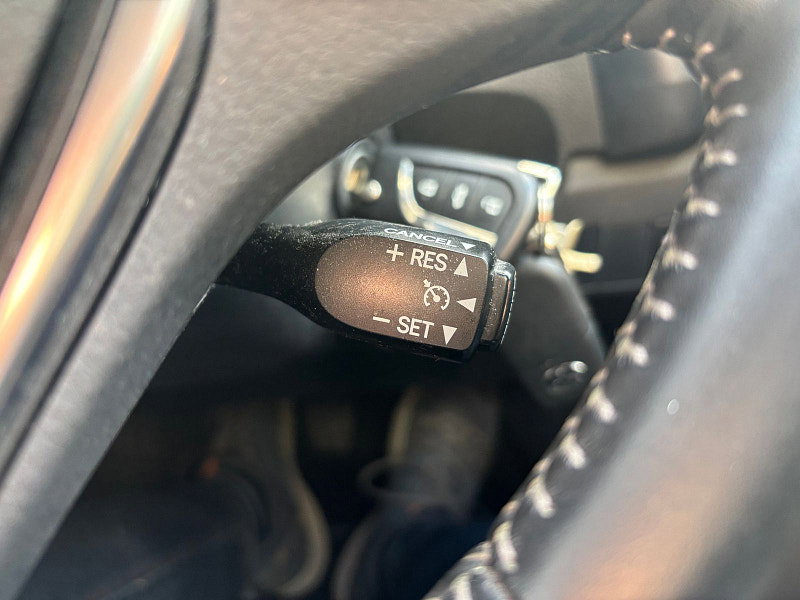 CANCEL ▼
+ RES ▲
◀
− SET ▼